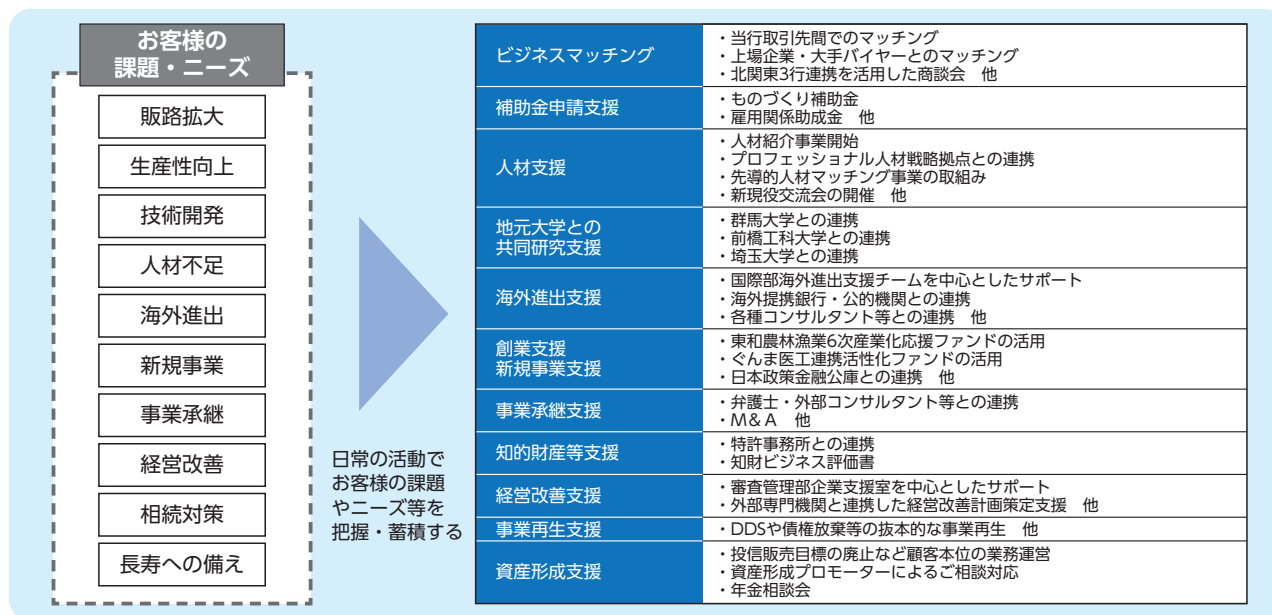 お客様の
課題・ニーズ
販路拡大
生産性向上
技術開発
人材不足
海外進出
新規事業
事業承継
経営改善
相続対策
長寿への備え
日常の活動で
お客様の課題
やニーズ等を
把握・蓄積する
ビジネスマッチング
・当行取引先間でのマッチング
・上場企業・大手バイヤーとのマッチング
・北関東3行連携を活用した商談会　他
補助金申請支援
・ものづくり補助金
・雇用関係助成金　他
人材支援
・人材紹介事業開始
・プロフェッショナル人材戦略拠点との連携
・先導的人材マッチング事業の取組み
・新現役交流会の開催　他
地元大学との
共同研究支援
・群馬大学との連携
・前橋工科大学との連携
・埼玉大学との連携
海外進出支援
・国際部海外進出支援チームを中心としたサポート
・海外提携銀行・公的機関との連携
・各種コンサルタント等との連携　他
創業支援
新規事業支援
・東和農林漁業6次産業化応援ファンドの活用
・ぐんま医工連携活性化ファンドの活用
・日本政策金融公庫との連携　他
事業承継支援
・弁護士・外部コンサルタント等との連携
・M&A　他
知的財産等支援
・特許事務所との連携
・知財ビジネス評価書
経営改善支援
・審査管理部企業支援室を中心としたサポート
・外部専門機関と連携した経営改善計画策定支援　他
事業再生支援
・DDSや債権放棄等の抜本的な事業再生　他
資産形成支援
・投信販売目標の廃止など顧客本位の業務運営
・資産形成プロモーターによるご相談対応
・年金相談会